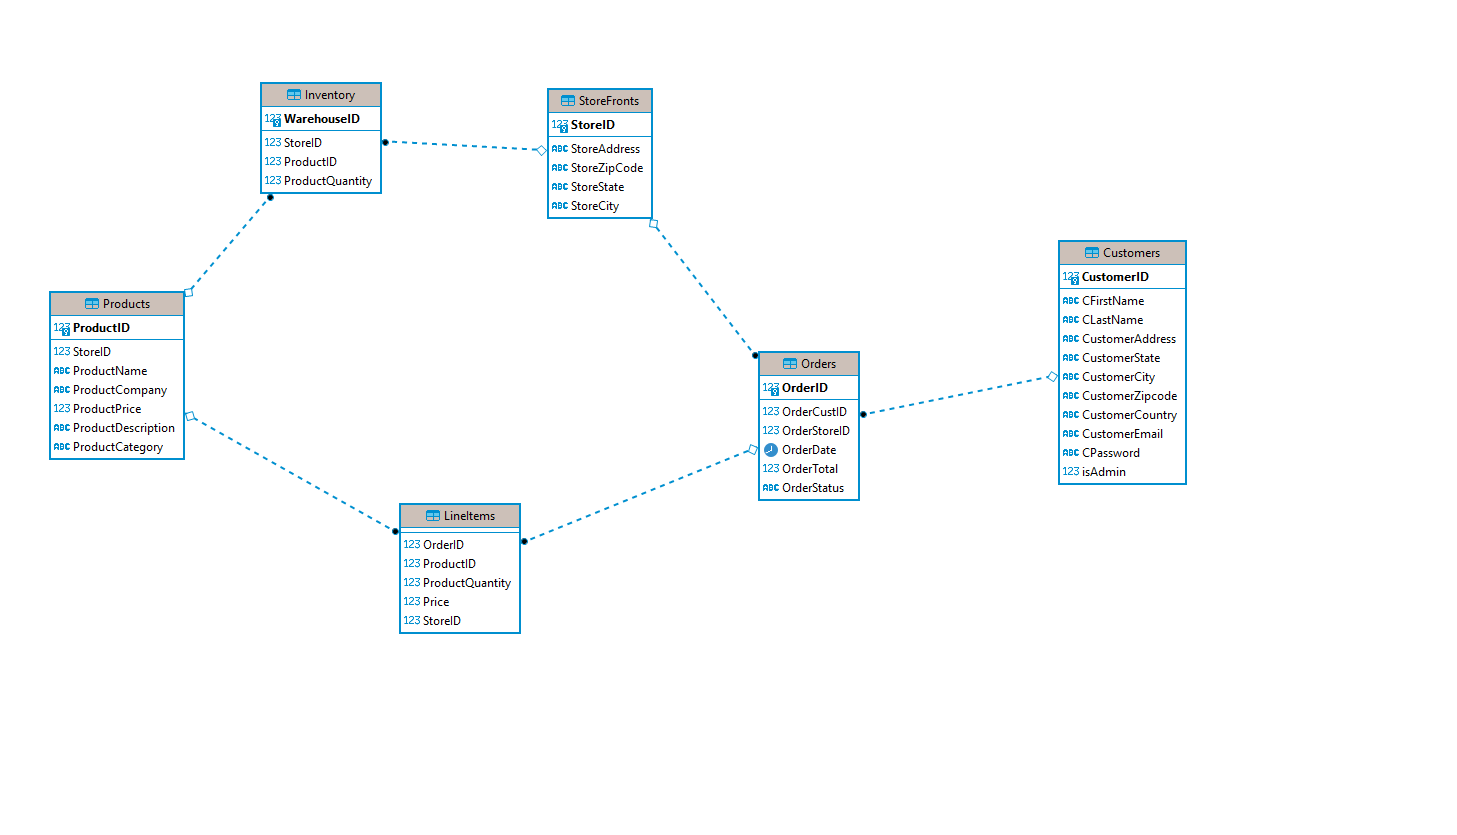 Inventory
123 WarehouseID
123 StoreID
123 ProductID
123 ProductQuantity
StoreFronts
123 StoreID
ABC StoreAddress
ABC StoreZipCode
ABC StoreState
ABC StoreCity
Customers
123 CustomerID
ABC CFirstName
ABC CLastName
ABC CustomerAddress
ABC CustomerState
ABC CustomerCity
ABC CustomerZipcode
ABC CustomerCountry
ABC CustomerEmail
ABC CPassword
123 isAdmin
Products
123 ProductID
123 StoreID
ABC ProductName
ABC ProductCompany
123 ProductPrice
ABC ProductDescription
ABC ProductCategory
Orders
123 OrderID
123 OrderCustID
123 OrderStoreID
OrderDate
123 OrderTotal
ABC OrderStatus
LineItems
123 OrderID
123 ProductID
123 ProductQuantity
123 Price
123 StoreID